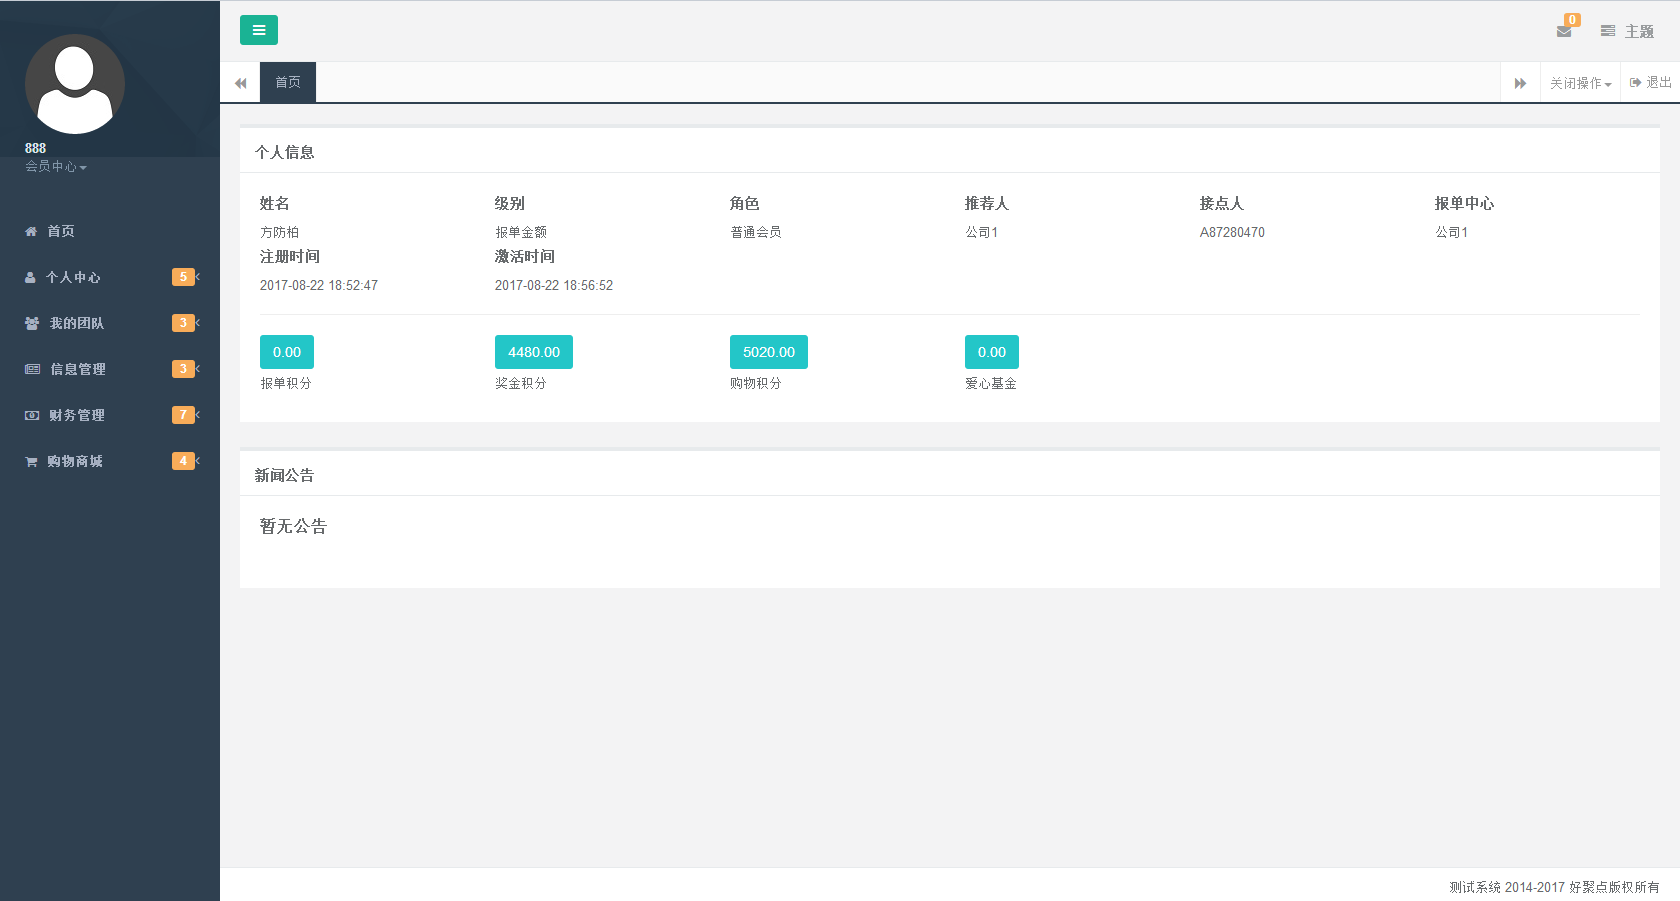 0
主题
首页
关闭操作
退出
888
会员中心
首页
个人中心 5
我的团队 3
信息管理 3
财务管理 7
购物商城 4
个人信息
姓名 级别 角色 推荐人 接点人 报单中心
方防柏 报单金额 普通会员 公司1 A87280470 公司1
注册时间 激活时间
2017-08-22 18:52:47 2017-08-22 18:56:52
0.00 4480.00 5020.00 0.00
报单积分 奖金积分 购物积分 爱心基金
新闻公告
暂无公告
测试系统 2014-2017 好聚点版权所有